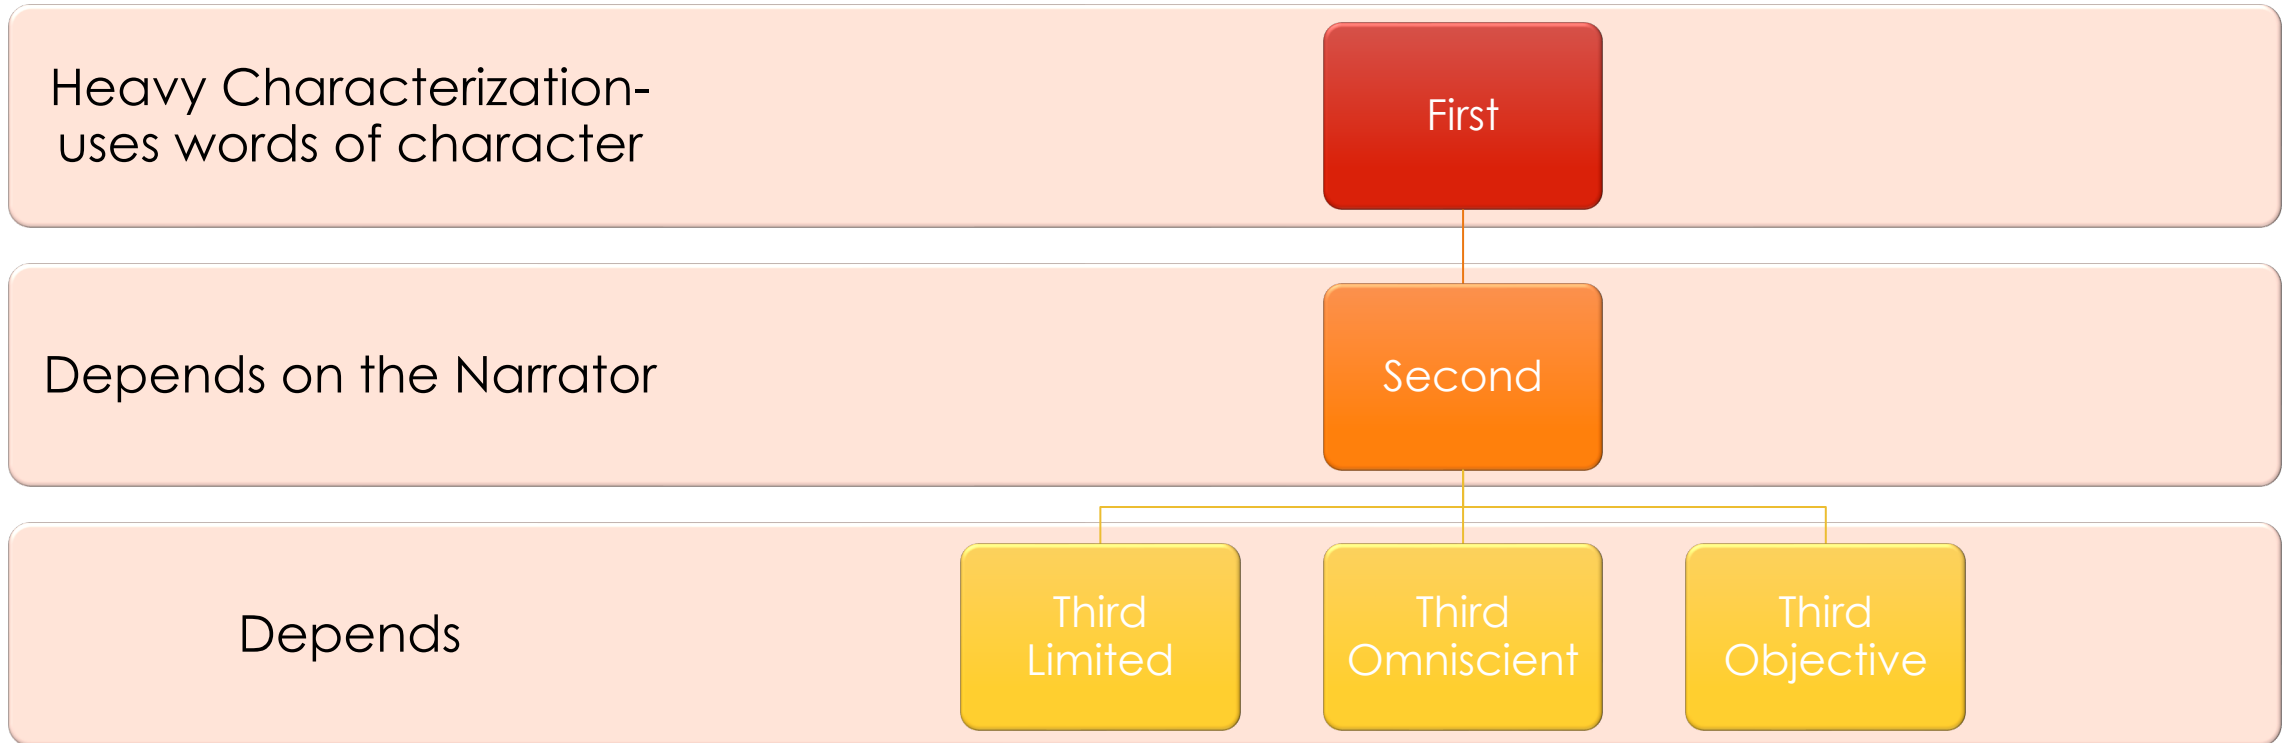 Heavy Characterization-
uses words of character
First
Depends on the Narrator
Second
Depends
Third
Limited
Third
Omniscient
Third
Objective